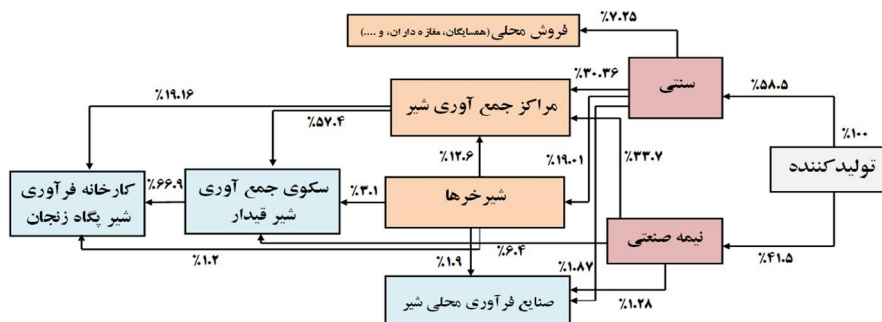 ٪۷.۲۵
فروش محلی (همسایگان، مغازه داران، و ....)
سنتی
٪۳۰.۳۶
٪۵۸.۵
مراکز جمع آوری شیر
٪۱۹.۱۶
٪۵۷.۴
٪۱۰۰
٪۱۲.۶
٪۱۹.۰۱
٪۳۳.۷
تولیدکننده
کارخانه فرآوری
شیر پگاه زنجان
٪۶۶.۹
سکوی جمع آوری
شیر قیدار
٪۳.۱
شیرخرها
نیمه صنعتی
٪۱.۲
٪۶.۴
٪۱.۹
٪۱.۸۷
٪۴۱.۵
صنایع فرآوری محلی شیر
٪۱.۲۸